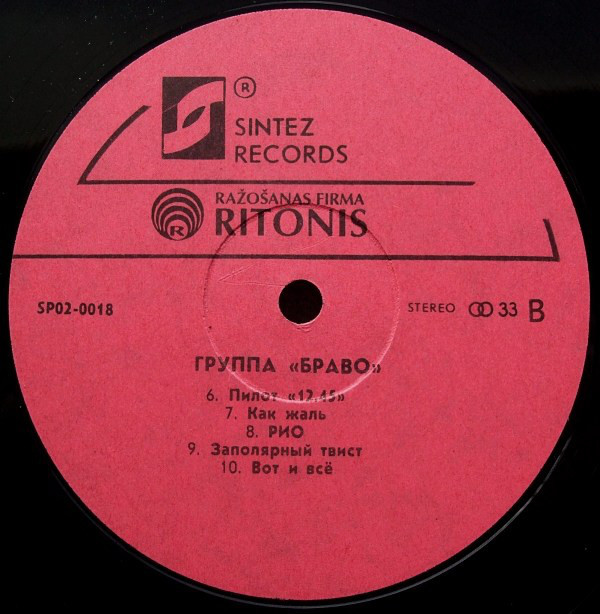 ®
SINTEZ
RECORDS
RAŽOŠANAS FIRMA
RITONIS
R
SP02-0018
STEREO 33 B
ГРУППА «БРАВО»
6. Пилот «12.45»
7. Как жаль
8. РИО
9. Заполярный твист
10. Вот и всё